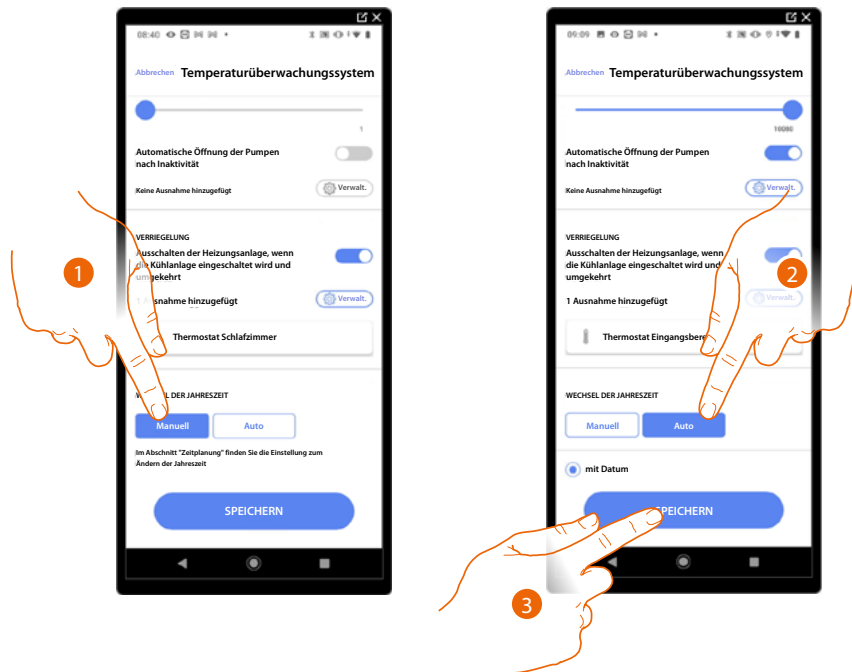 08:40
Abbrechen Temperaturüberwachungssystem
1
Automatische Öffnung der Pumpen
nach Inaktivität
Keine Ausnahme hinzugefügt
Verwalt.
VERRIEGELUNG
Ausschalten der Heizungsanlage, wenn
die Kühlanlage eingeschaltet wird und
umgekehrt
1 Ausnahme hinzugefügt
Verwalt.
Thermostat Schlafzimmer
DER JAHRESZEIT
Manuell Auto
Im Abschnitt "Zeitplanung" finden Sie die Einstellung zum
Ändern der Jahreszeit
SPEICHERN
1
09:09
Abbrechen Temperaturüberwachungssystem
10080
Automatische Öffnung der Pumpen
nach Inaktivität
Keine Ausnahme hinzugefügt
Verwalt.
VERRIEGELUNG
Ausschalten der Heizungsanlage, wenn
die Kühlanlage eingeschaltet wird und
umgekehrt
1 Ausnahme hinzugefügt
Verwalt.
Thermostat
WECHSEL DER JAHRESZEIT
Manuell Auto
mit Datum
SPEICHERN
2
3